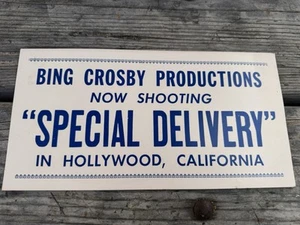 BING CROSBY PRODUCTIONS
NOW SHOOTING
"SPECIAL DELIVERY"
IN HOLLYWOOD, CALIFORNIA